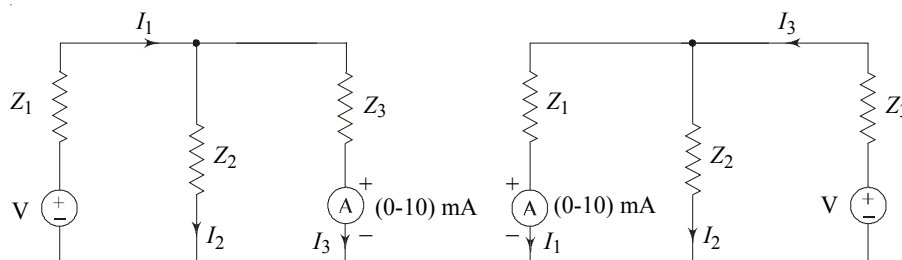 I1
Z1
Z2
Z3
V
+
−
A
+
−
(0-10) mA
I2
I3
I3
Z1
Z2
V
+
−
A
+
−
(0-10) mA
I1
I2